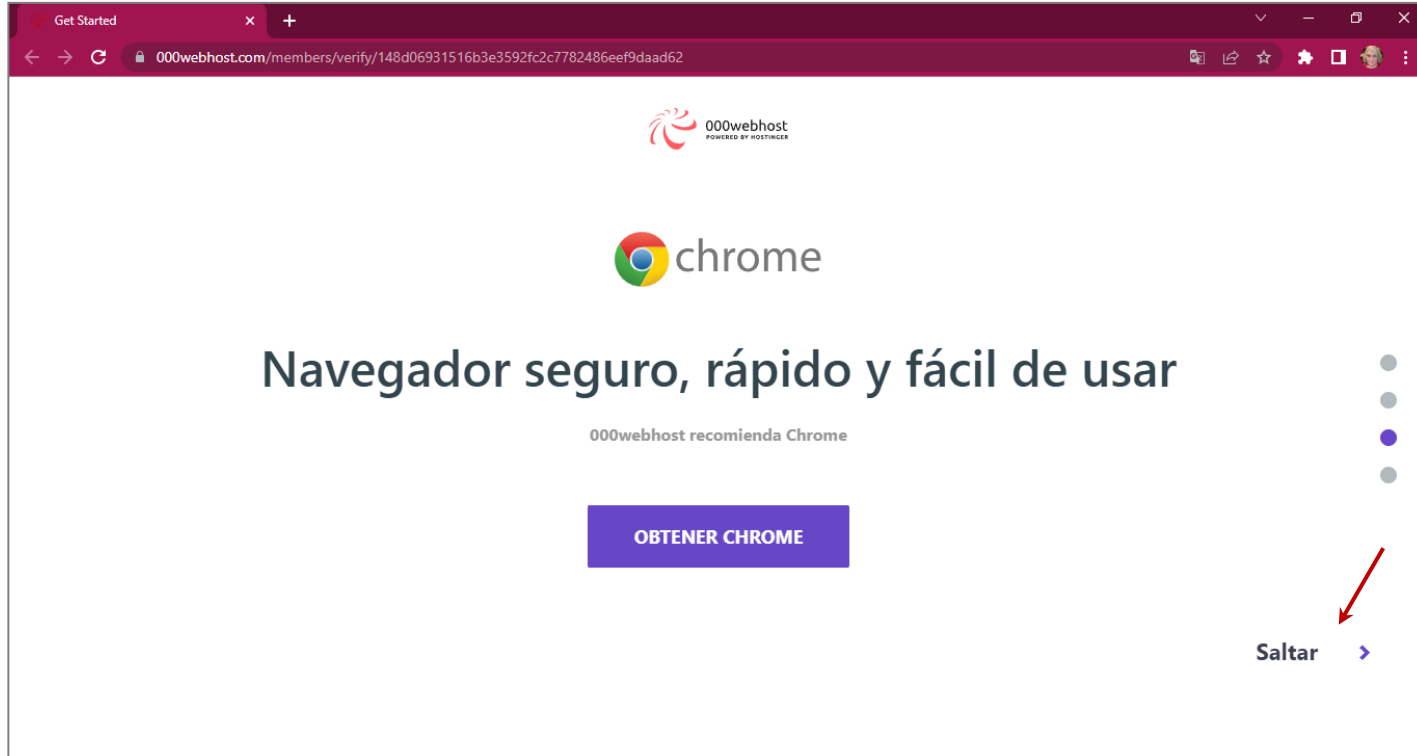 Get Started
000webhost.com/members/verify/148d06931516b3e3592fc2c7782486eef9daad62
000webhost
POWERED BY HOSTINGER
chrome
Navegador seguro, rápido y fácil de usar
000webhost recomienda Chrome
OBTENER CHROME
Saltar